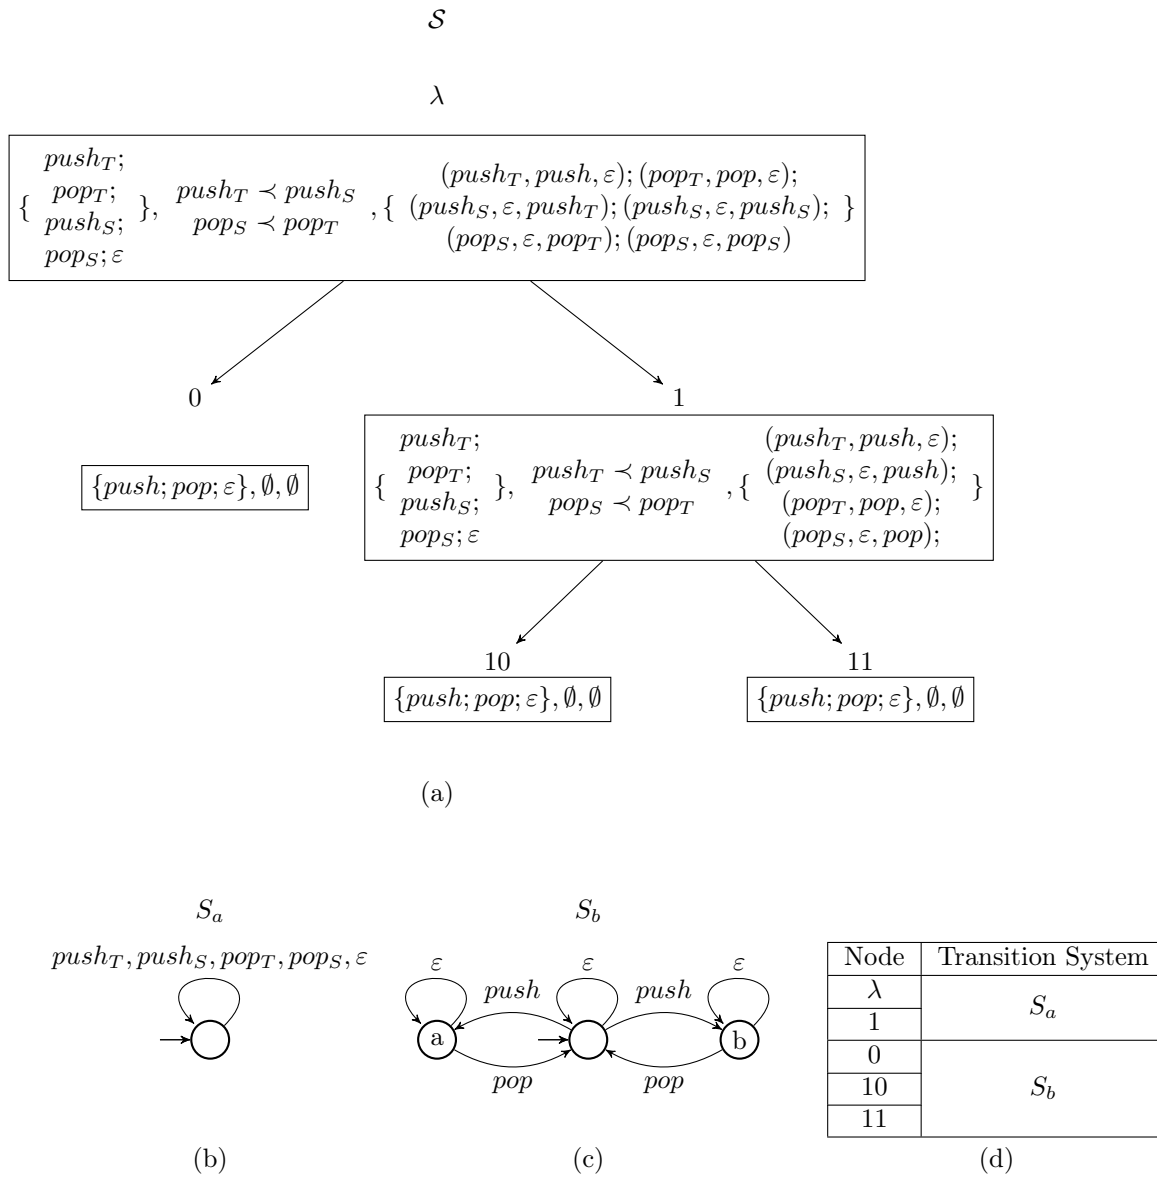 𝒮
λ
push_T;
{ pop_T; }, push_T ≺ push_S , { (push_T, push, ε); (pop_T, pop, ε); }
push_S; pop_S ≺ pop_T (push_S, ε, push_T); (push_S, ε, push_S);
pop_S; ε (pop_S, ε, pop_T); (pop_S, ε, pop_S)
0 1
{push; pop; ε}, ∅, ∅
push_T; (push_T, push, ε);
{ pop_T; }, push_T ≺ push_S , { (push_S, ε, push); }
push_S; pop_S ≺ pop_T (pop_T, pop, ε);
pop_S; ε (pop_S, ε, pop);
10 11
{push; pop; ε}, ∅, ∅ {push; pop; ε}, ∅, ∅
(a)
S_a
push_T, push_S, pop_T, pop_S, ε
(b)
S_b
ε ε ε
push push
a b
pop pop
(c)
Node Transition System
λ
1
S_a
0
10
11
S_b
(d)